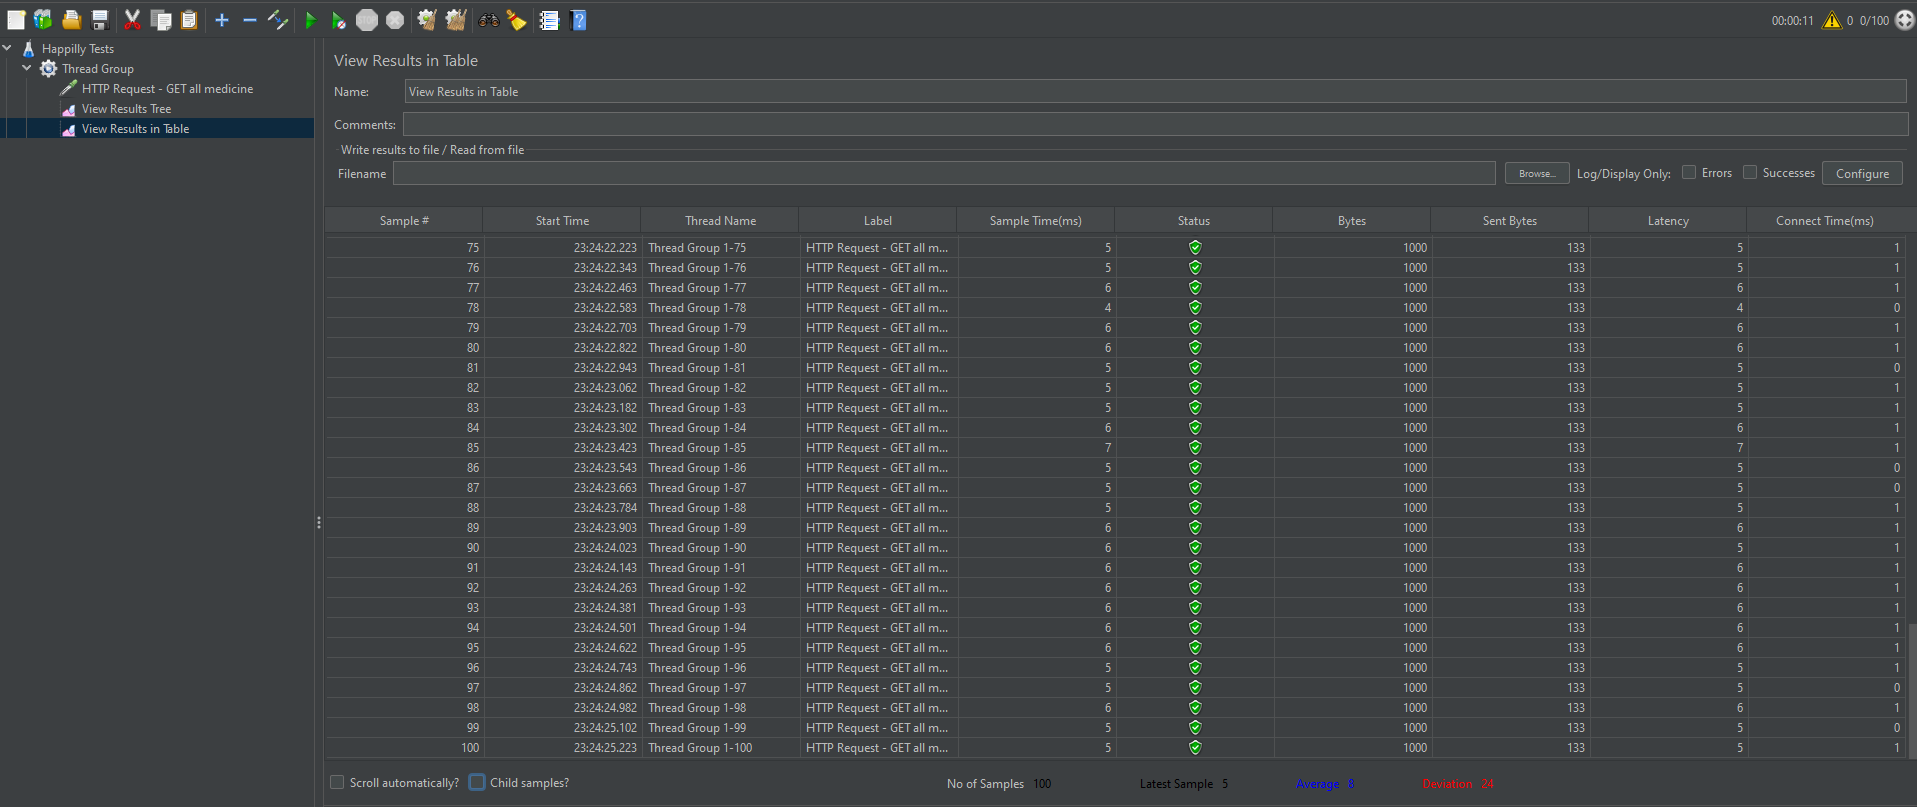 00:00:11 0 0/100
Happilly Tests
Thread Group
HTTP Request - GET all medicine
View Results Tree
View Results in Table
View Results in Table
Name: View Results in Table
Comments:
Write results to file / Read from file
Filename Browse... Log/Display Only: Errors Successes Configure
Sample # Start Time Thread Name Label Sample Time(ms) Status Bytes Sent Bytes Latency Connect Time(ms)
75 23:24:22.223 Thread Group 1-75 HTTP Request - GET all m... 5 1000 133 5 1
76 23:24:22.343 Thread Group 1-76 HTTP Request - GET all m... 5 1000 133 5 1
77 23:24:22.463 Thread Group 1-77 HTTP Request - GET all m... 6 1000 133 6 1
78 23:24:22.583 Thread Group 1-78 HTTP Request - GET all m... 4 1000 133 4 0
79 23:24:22.703 Thread Group 1-79 HTTP Request - GET all m... 6 1000 133 6 1
80 23:24:22.822 Thread Group 1-80 HTTP Request - GET all m... 6 1000 133 6 1
81 23:24:22.943 Thread Group 1-81 HTTP Request - GET all m... 5 1000 133 5 0
82 23:24:23.062 Thread Group 1-82 HTTP Request - GET all m... 5 1000 133 5 1
83 23:24:23.182 Thread Group 1-83 HTTP Request - GET all m... 5 1000 133 5 1
84 23:24:23.302 Thread Group 1-84 HTTP Request - GET all m... 6 1000 133 6 1
85 23:24:23.423 Thread Group 1-85 HTTP Request - GET all m... 7 1000 133 7 1
86 23:24:23.543 Thread Group 1-86 HTTP Request - GET all m... 5 1000 133 5 0
87 23:24:23.663 Thread Group 1-87 HTTP Request - GET all m... 5 1000 133 5 0
88 23:24:23.784 Thread Group 1-88 HTTP Request - GET all m... 5 1000 133 5 1
89 23:24:23.903 Thread Group 1-89 HTTP Request - GET all m... 6 1000 133 6 1
90 23:24:24.023 Thread Group 1-90 HTTP Request - GET all m... 6 1000 133 5 1
91 23:24:24.143 Thread Group 1-91 HTTP Request - GET all m... 6 1000 133 6 1
92 23:24:24.263 Thread Group 1-92 HTTP Request - GET all m... 6 1000 133 6 1
93 23:24:24.381 Thread Group 1-93 HTTP Request - GET all m... 6 1000 133 6 1
94 23:24:24.501 Thread Group 1-94 HTTP Request - GET all m... 6 1000 133 6 1
95 23:24:24.622 Thread Group 1-95 HTTP Request - GET all m... 6 1000 133 6 1
96 23:24:24.743 Thread Group 1-96 HTTP Request - GET all m... 5 1000 133 5 1
97 23:24:24.862 Thread Group 1-97 HTTP Request - GET all m... 5 1000 133 5 0
98 23:24:24.982 Thread Group 1-98 HTTP Request - GET all m... 6 1000 133 6 1
99 23:24:25.102 Thread Group 1-99 HTTP Request - GET all m... 5 1000 133 5 0
100 23:24:25.223 Thread Group 1-100 HTTP Request - GET all m... 5 1000 133 5 1
Scroll automatically? Child samples? No of Samples 100 Latest Sample 5 Average 8 Deviation 24